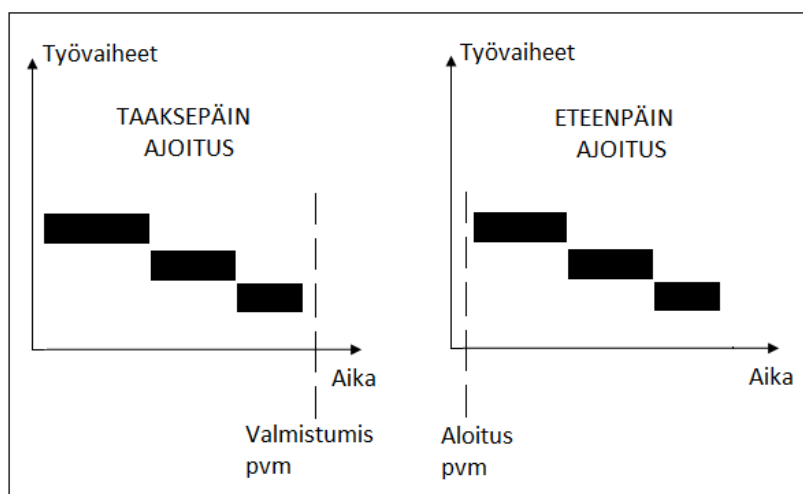 Työvaiheet
TAAKSEPÄIN
AJOITUS
Aika
Valmistumis
pvm
Työvaiheet
ETEENPÄIN
AJOITUS
Aika
Aloitus
pvm